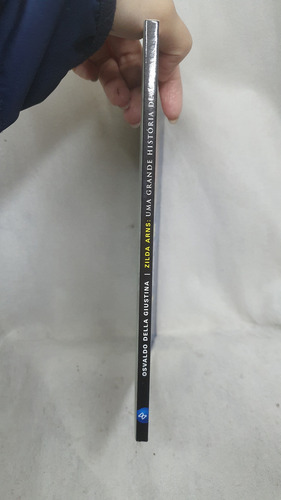 OSVALDO DELLA GIUSTINA | ZILDA ARNS: UMA GRANDE HISTÓRIA DE